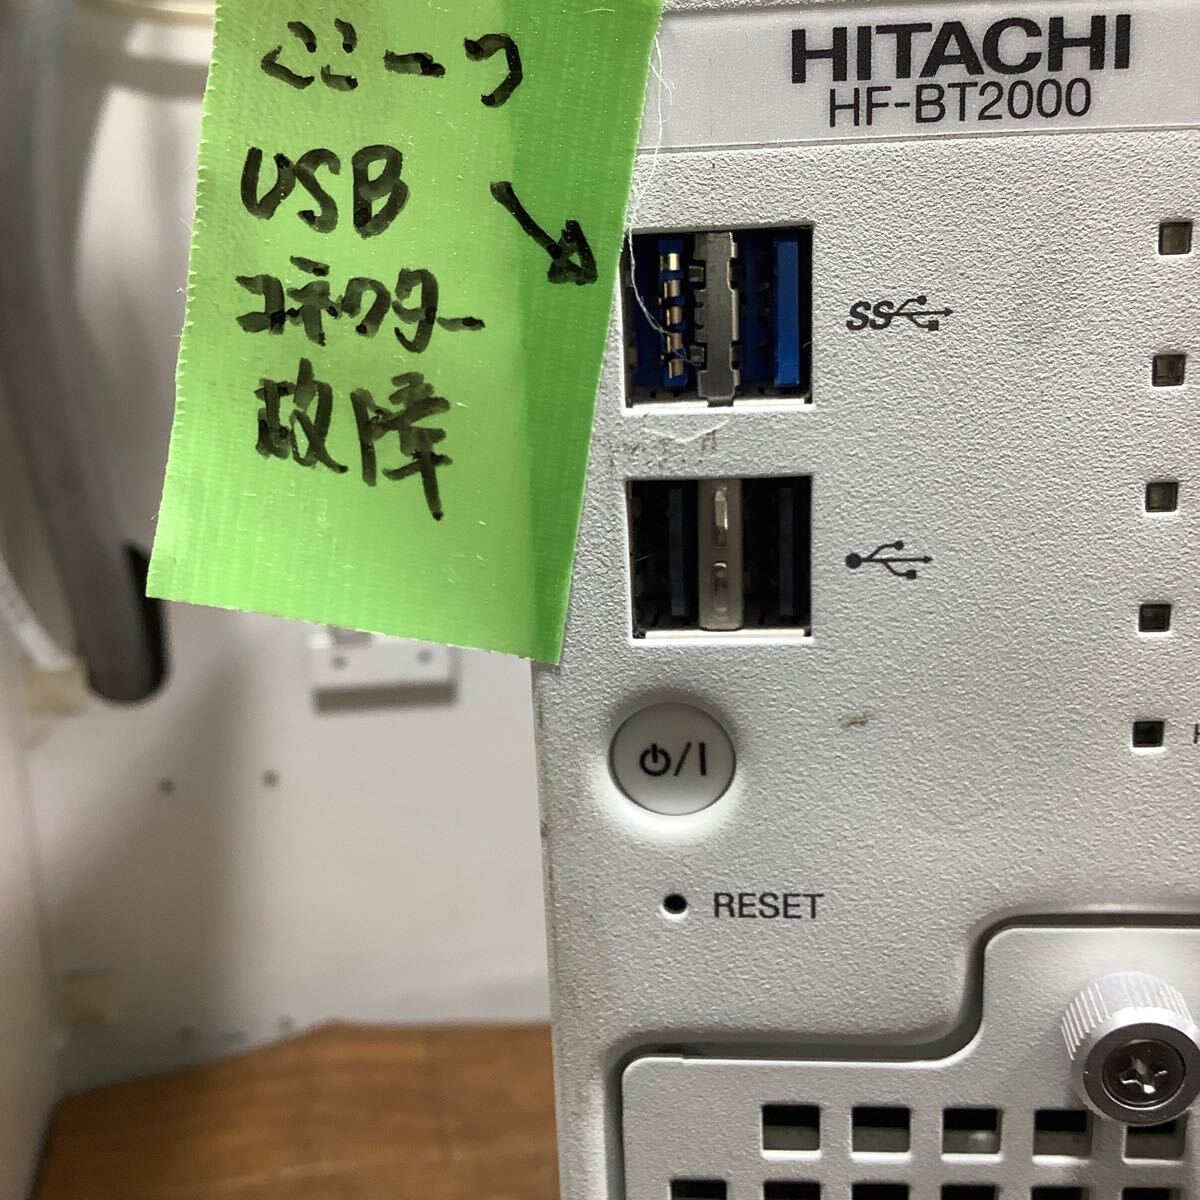 ここ一つ
USB
コネクター
故障
HITACHI
HF-BT2000
SS
RESET